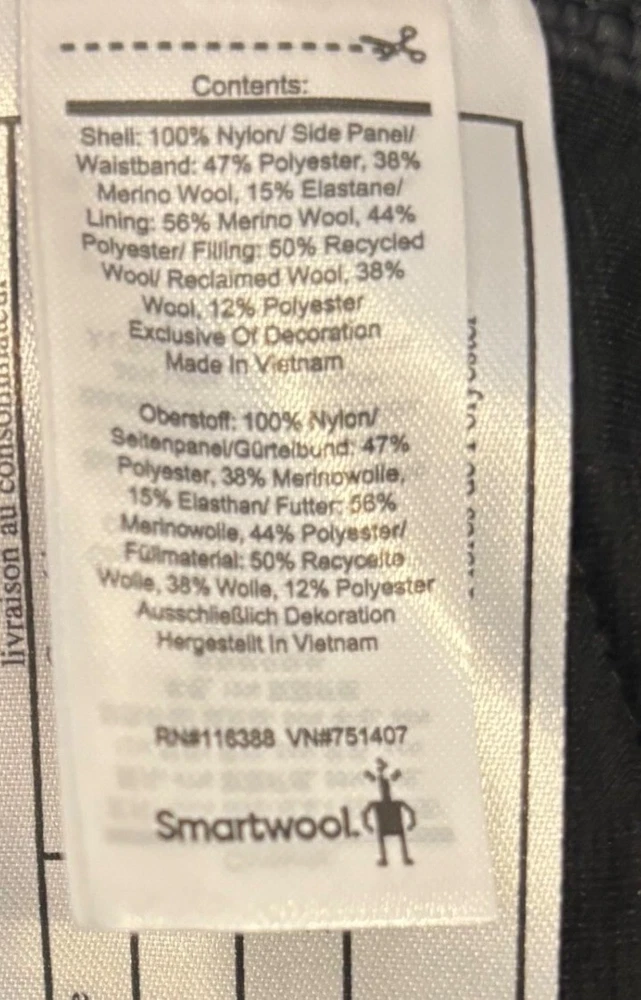 Contents:
Shell: 100% Nylon/ Side Panel/
Waistband: 47% Polyester, 38%
Merino Wool, 15% Elastane/
Lining: 56% Merino Wool, 44%
Polyester/ Filling: 50% Recycled
Wool/ Reclaimed Wool, 38%
Wool, 12% Polyester
Exclusive Of Decoration
Made In Vietnam
Oberstoff: 100% Nylon/
Seitenpanel/Gürtelbund: 47%
Polyester, 38% Merinowolle,
15% Elasthan/ Futter: 56%
Merinowolle, 44% Polyester/
Füllmaterial: 50% Recycelte
Wolle, 38% Wolle, 12% Polyester
Ausschließlich Dekoration
Hergestellt In Vietnam
RN#116388 VN#751407
Smartwool.
livraison au consommateur